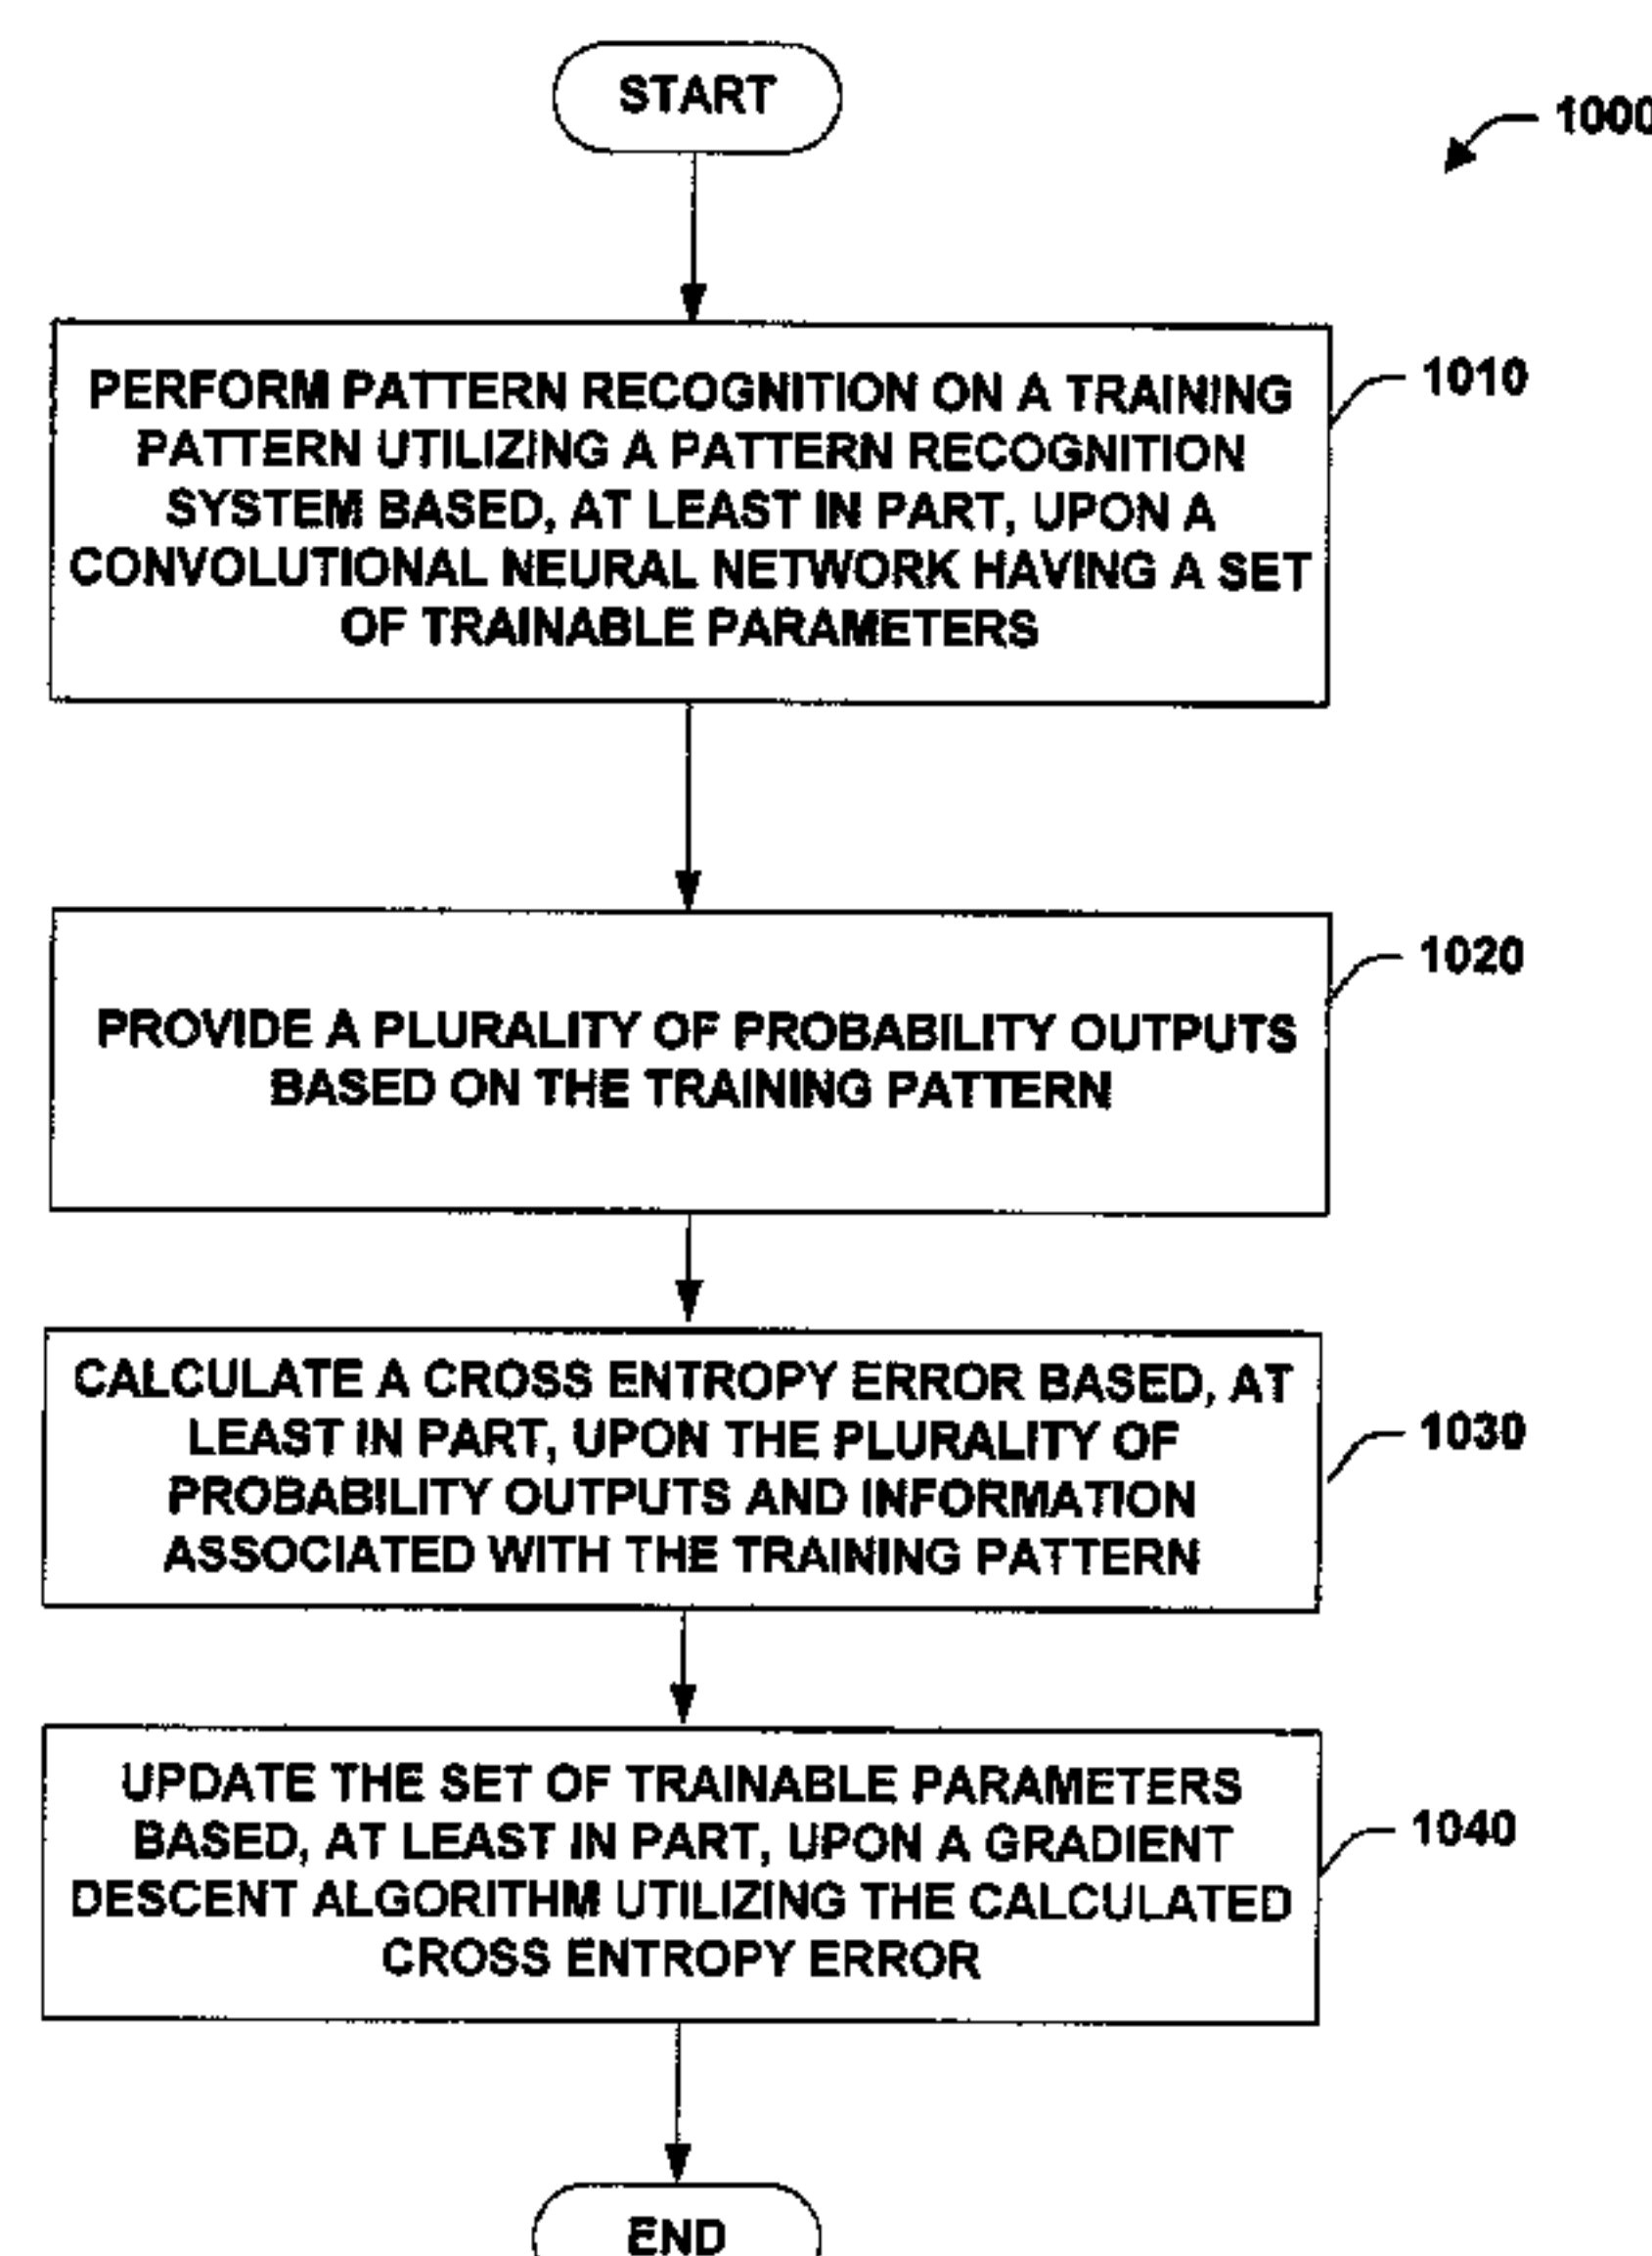 START
1000
PERFORM PATTERN RECOGNITION ON A TRAINING
PATTERN UTILIZING A PATTERN RECOGNITION
SYSTEM BASED, AT LEAST IN PART, UPON A
CONVOLUTIONAL NEURAL NETWORK HAVING A SET
OF TRAINABLE PARAMETERS
1010
PROVIDE A PLURALITY OF PROBABILITY OUTPUTS
BASED ON THE TRAINING PATTERN
1020
CALCULATE A CROSS ENTROPY ERROR BASED, AT
LEAST IN PART, UPON THE PLURALITY OF
PROBABILITY OUTPUTS AND INFORMATION
ASSOCIATED WITH THE TRAINING PATTERN
1030
UPDATE THE SET OF TRAINABLE PARAMETERS
BASED, AT LEAST IN PART, UPON A GRADIENT
DESCENT ALGORITHM UTILIZING THE CALCULATED
CROSS ENTROPY ERROR
1040
END